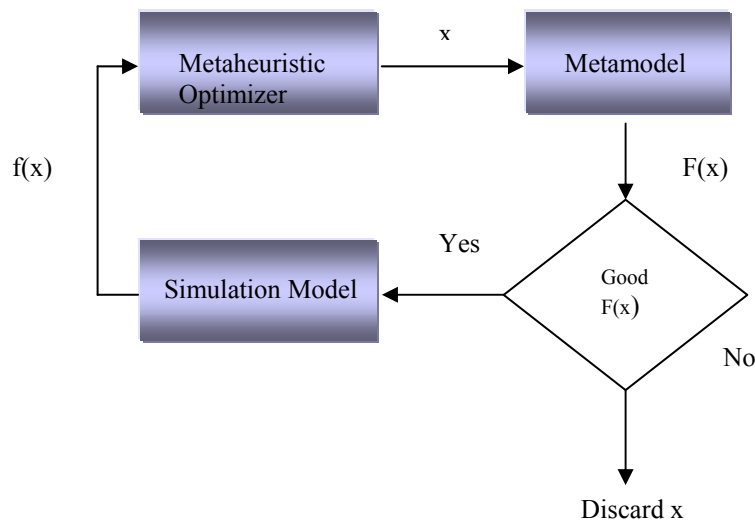 Metaheuristic
Optimizer
x
Metamodel
f(x)
F(x)
Yes
Simulation Model
Good
F(x)
No
Discard x